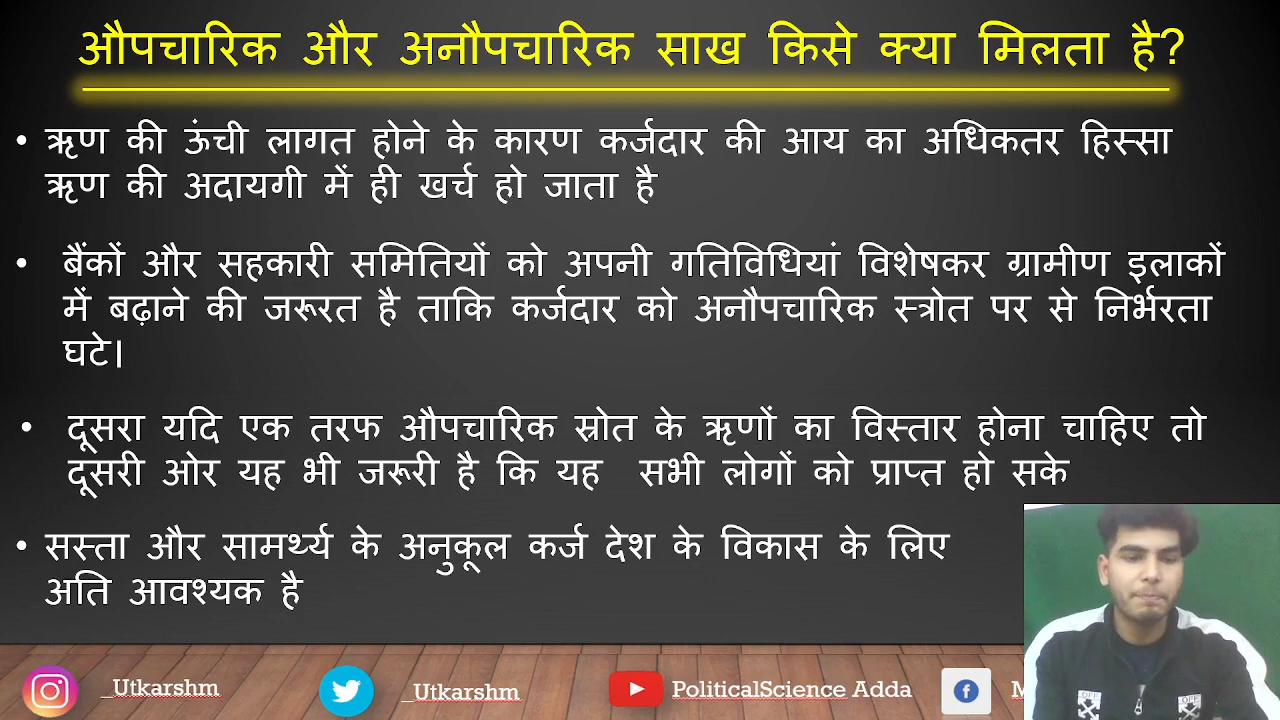 औपचारिक और अनौपचारिक साख किसे क्या मिलता है?
• ऋण की ऊंची लागत होने के कारण कर्जदार की आय का अधिकतर हिस्सा
ऋण की अदायगी में ही खर्च हो जाता है
• बैंकों और सहकारी समितियों को अपनी गतिविधियां विशेषकर ग्रामीण इलाकों
में बढ़ाने की जरूरत है ताकि कर्जदार को अनौपचारिक स्त्रोत पर से निर्भरता
घटे।
• दूसरा यदि एक तरफ औपचारिक स्रोत के ऋणों का विस्तार होना चाहिए तो
दूसरी ओर यह भी जरूरी है कि यह सभी लोगों को प्राप्त हो सके
• सस्ता और सामर्थ्य के अनुकूल कर्ज देश के विकास के लिए
अति आवश्यक है
_Utkarshm _Utkarshm PoliticalScience Adda
OFF OFF